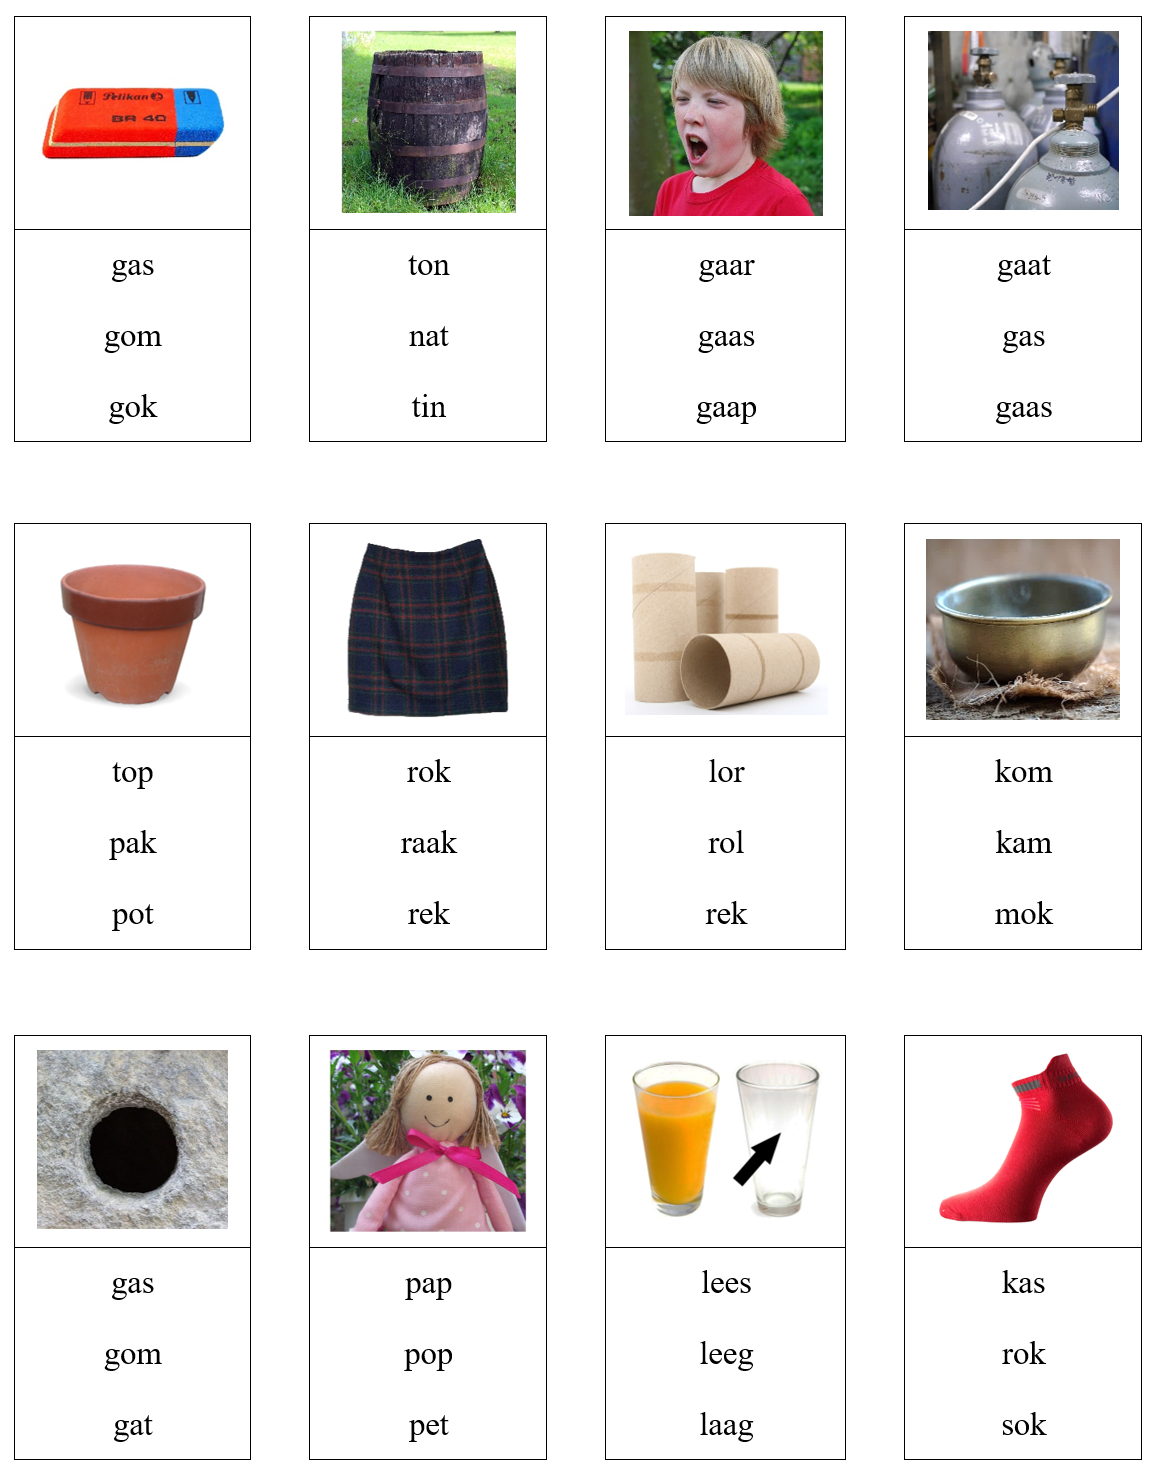 Pelikan
BR 40
gas
gom
gok
ton
nat
tin
gaar
gaas
gaap
gaat
gas
gaas
top
pak
pot
rok
raak
rek
lor
rol
rek
kom
kam
mok
gas
gom
gat
pap
pop
pet
lees
leeg
laag
kas
rok
sok